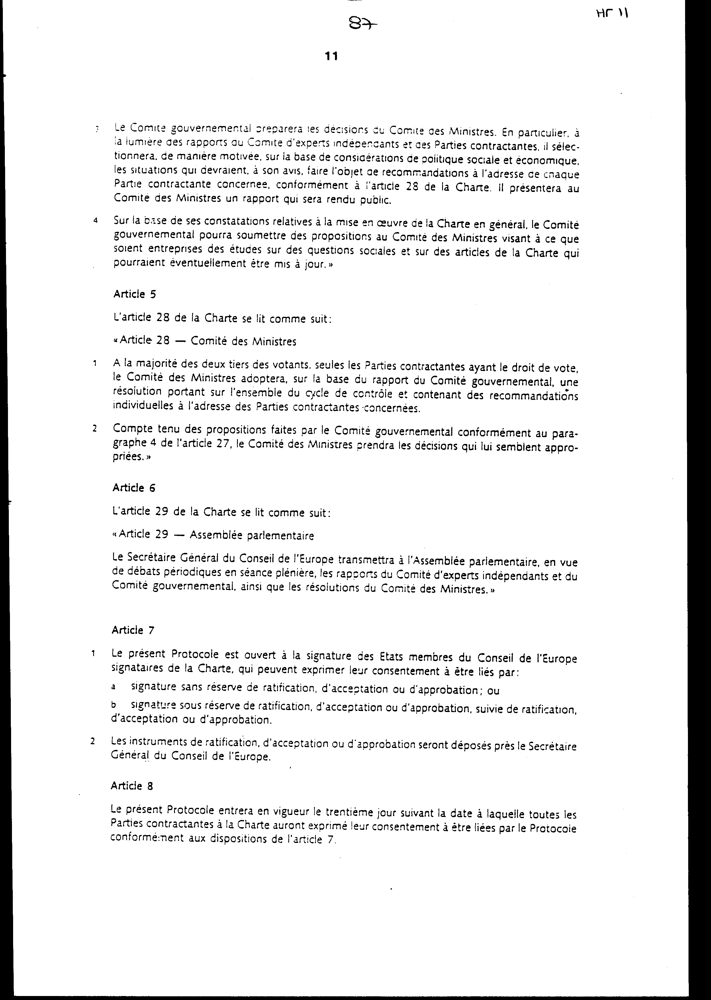 HΓ 11
87
11
3 Le Comité gouvernemental préparera les décisions du Comité des Ministres. En particulier, à
la lumière des rapports du Comité d'experts indépendants et des Parties contractantes, il sélec-
tionnera, de manière motivée, sur la base de considérations de politique sociale et économique,
les situations qui devraient, à son avis, faire l'objet de recommandations à l'adresse de chaque
Partie contractante concernée, conformément à l'article 28 de la Charte. Il présentera au
Comité des Ministres un rapport qui sera rendu public.
4 Sur la base de ses constatations relatives à la mise en œuvre de la Charte en général, le Comité
gouvernemental pourra soumettre des propositions au Comité des Ministres visant à ce que
soient entreprises des études sur des questions sociales et sur des articles de la Charte qui
pourraient éventuellement être mis à jour. »
Article 5
L'article 28 de la Charte se lit comme suit:
« Article 28 — Comité des Ministres
1 A la majorité des deux tiers des votants, seules les Parties contractantes ayant le droit de vote,
le Comité des Ministres adoptera, sur la base du rapport du Comité gouvernemental, une
résolution portant sur l'ensemble du cycle de contrôle et contenant des recommandations
individuelles à l'adresse des Parties contractantes concernées.
2 Compte tenu des propositions faites par le Comité gouvernemental conformément au para-
graphe 4 de l'article 27, le Comité des Ministres prendra les décisions qui lui semblent appro-
priées. »
Article 6
L'article 29 de la Charte se lit comme suit:
« Article 29 — Assemblée parlementaire
Le Secrétaire Général du Conseil de l'Europe transmettra à l'Assemblée parlementaire, en vue
de débats périodiques en séance plénière, les rapports du Comité d'experts indépendants et du
Comité gouvernemental, ainsi que les résolutions du Comité des Ministres. »
Article 7
1 Le présent Protocole est ouvert à la signature des Etats membres du Conseil de l'Europe
signataires de la Charte, qui peuvent exprimer leur consentement à être liés par:
a signature sans réserve de ratification, d'acceptation ou d'approbation; ou
b signature sous réserve de ratification, d'acceptation ou d'approbation, suivie de ratification,
d'acceptation ou d'approbation.
2 Les instruments de ratification, d'acceptation ou d'approbation seront déposés près le Secrétaire
Général du Conseil de l'Europe.
Article 8
Le présent Protocole entrera en vigueur le trentième jour suivant la date à laquelle toutes les
Parties contractantes à la Charte auront exprimé leur consentement à être liées par le Protocole
conformément aux dispositions de l'article 7.